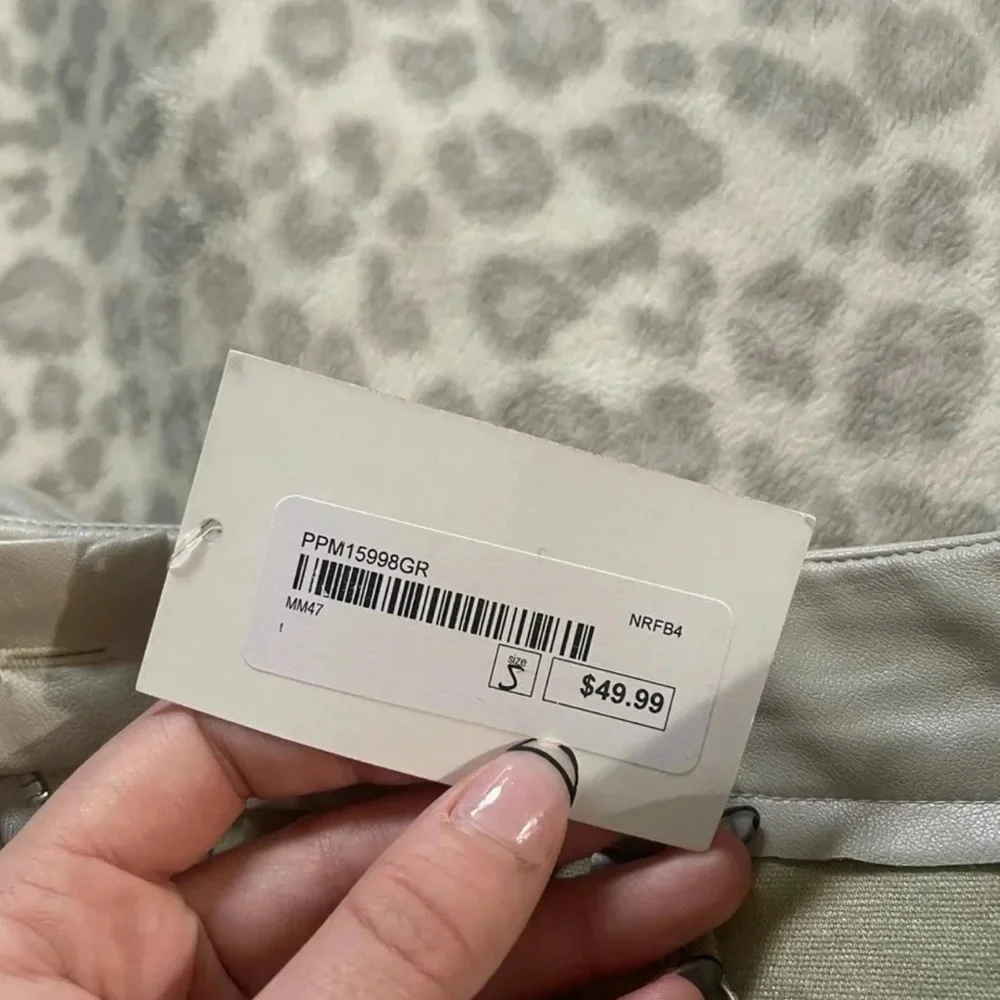 PPM15998GR
MM47
NRFB4
t
size
S
$49.99